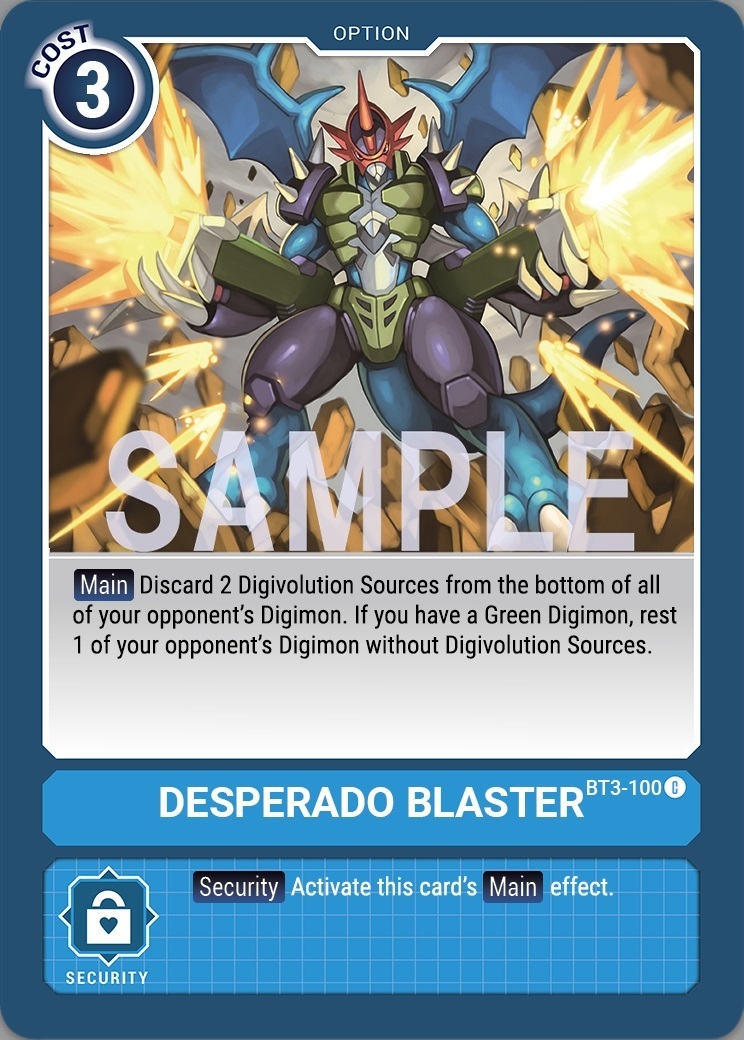 OPTION
COST
3
SAMPLE
Main Discard 2 Digivolution Sources from the bottom of all
of your opponent’s Digimon. If you have a Green Digimon, rest
1 of your opponent’s Digimon without Digivolution Sources.
DESPERADO BLASTER
BT3-100 C
Security Activate this card’s Main effect.
SECURITY